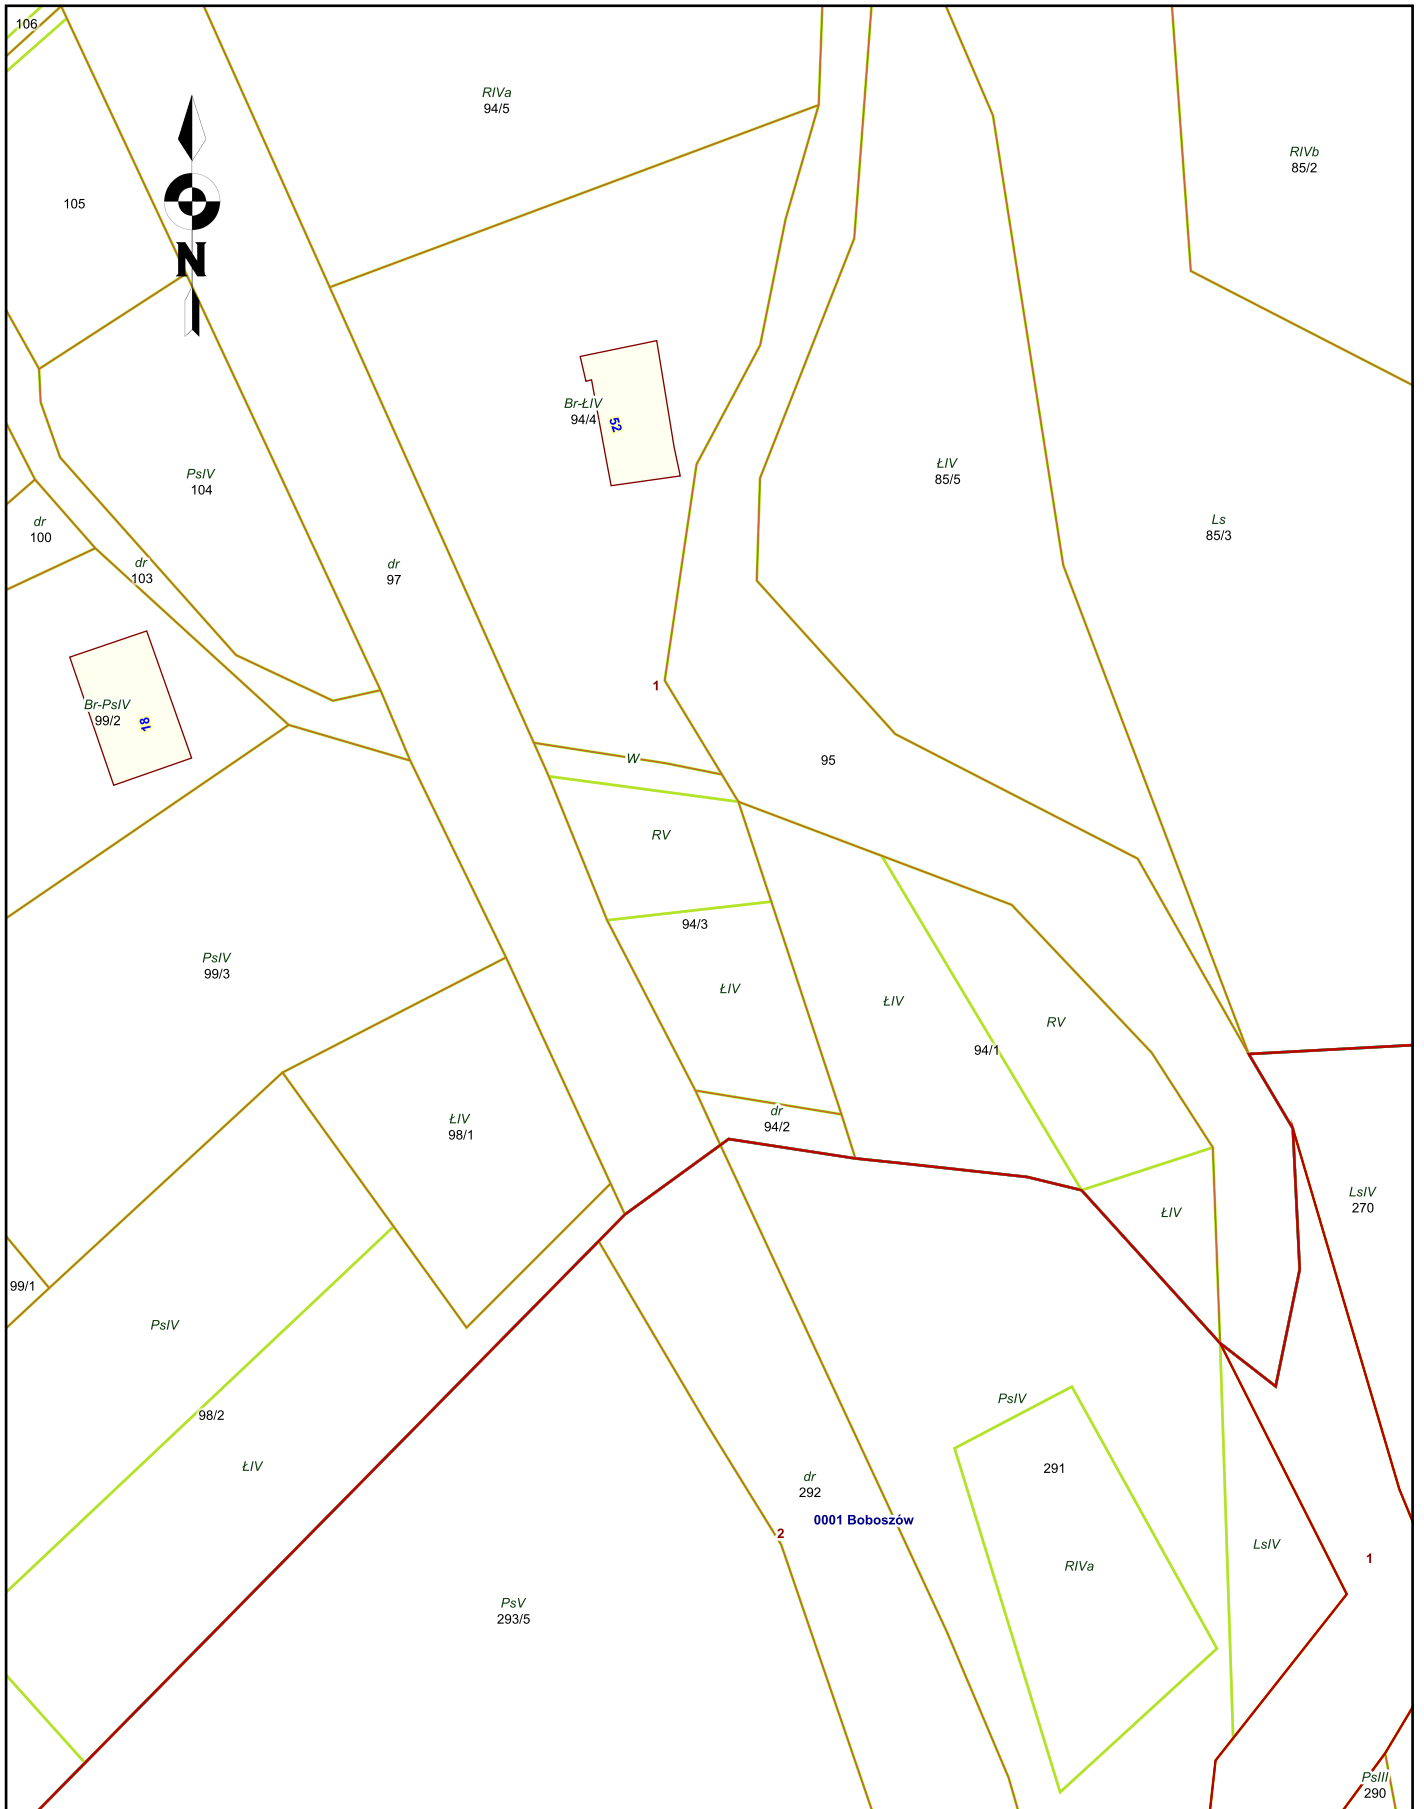 106
RIVa
94/5
RIVb
85/2
105
N
Br-ŁIV
94/4
52
PsIV
104
ŁIV
85/5
Ls
85/3
dr
100
dr
103
dr
97
1
Br-PsIV
99/2
18
W
95
RV
94/3
PsIV
99/3
ŁIV
ŁIV
RV
94/1
dr
94/2
ŁIV
98/1
LsIV
270
ŁIV
99/1
PsIV
98/2
ŁIV
PsIV
291
dr
292
0001 Boboszów
2
LsIV
1
RIVa
PsV
293/5
PsIII
290